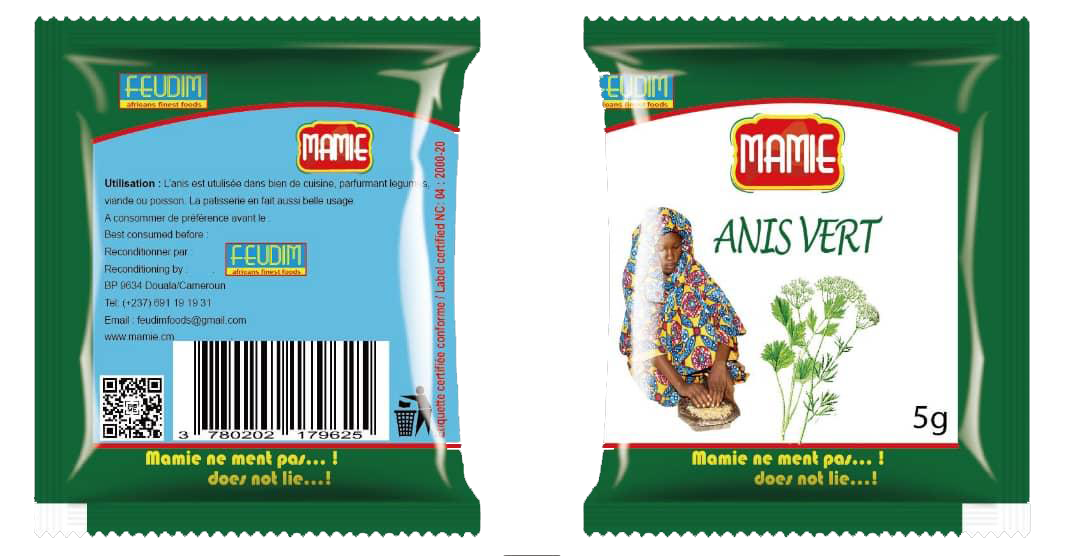 FEUDIM
africans finest foods
MAMIE
Utilisation : L'anis est utulisée dans bien de cuisine, parfurmant legumes,
viande ou poisson. La patisserie en fait aussi belle usage.
A consommer de préférence avant le :
Best consumed before :
Reconditionner par :
Reconditioning by :
FEUDIM
africans finest foods
BP 9634 Douala/Cameroun
Tel: (+237) 691 19 19 31
Email : feudimfoods@gmail.com
www.mamie.cm
3 780202 179625
Etiquette certifiée conforme / Label certified NC: 04 : 2000-20
Mamie ne ment pas... !
does not lie...!
FEUDIM
africans finest foods
MAMIE
ANIS VERT
5g
Mamie ne ment pas... !
does not lie...!